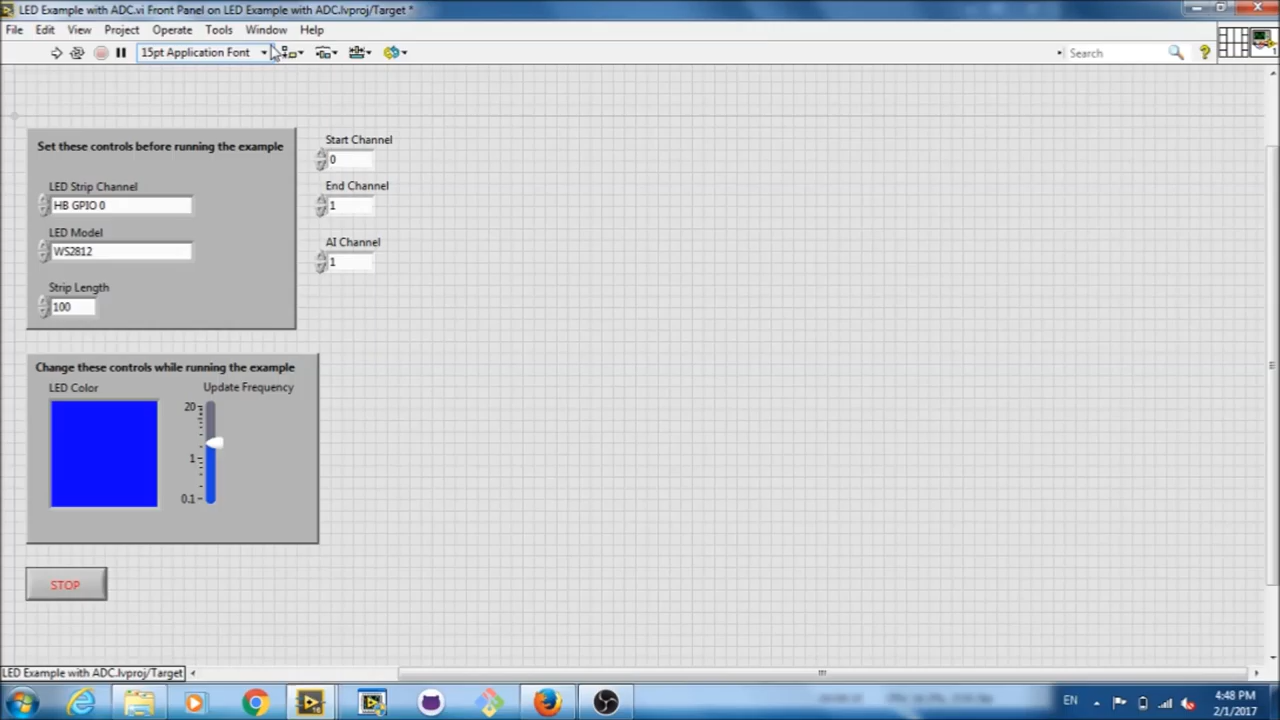 LED Example with ADC.vi Front Panel on LED Example with ADC.lvproj/Target *
File Edit View Project Operate Tools Window Help
15pt Application Font
Search
Set these controls before running the example
LED Strip Channel
HB GPIO 0
LED Model
WS2812
Strip Length
100
Start Channel
0
End Channel
1
AI Channel
1
Change these controls while running the example
LED Color
Update Frequency
20
1
0.1
STOP
LED Example with ADC.lvproj/Target
EN
4:48 PM
2/1/2017